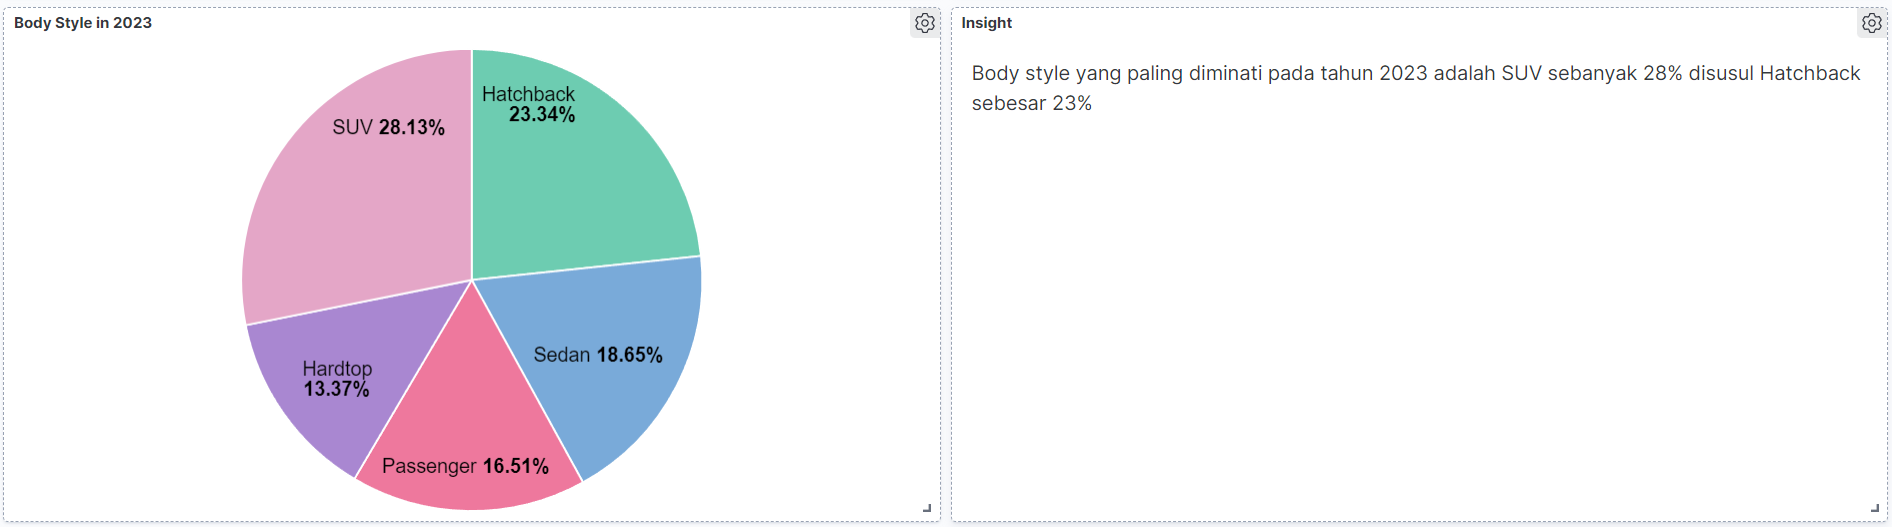 Body Style in 2023
Hatchback
23.34%
SUV 28.13%
Sedan 18.65%
Hardtop
13.37%
Passenger 16.51%
Insight
Body style yang paling diminati pada tahun 2023 adalah SUV sebanyak 28% disusul Hatchback
sebesar 23%